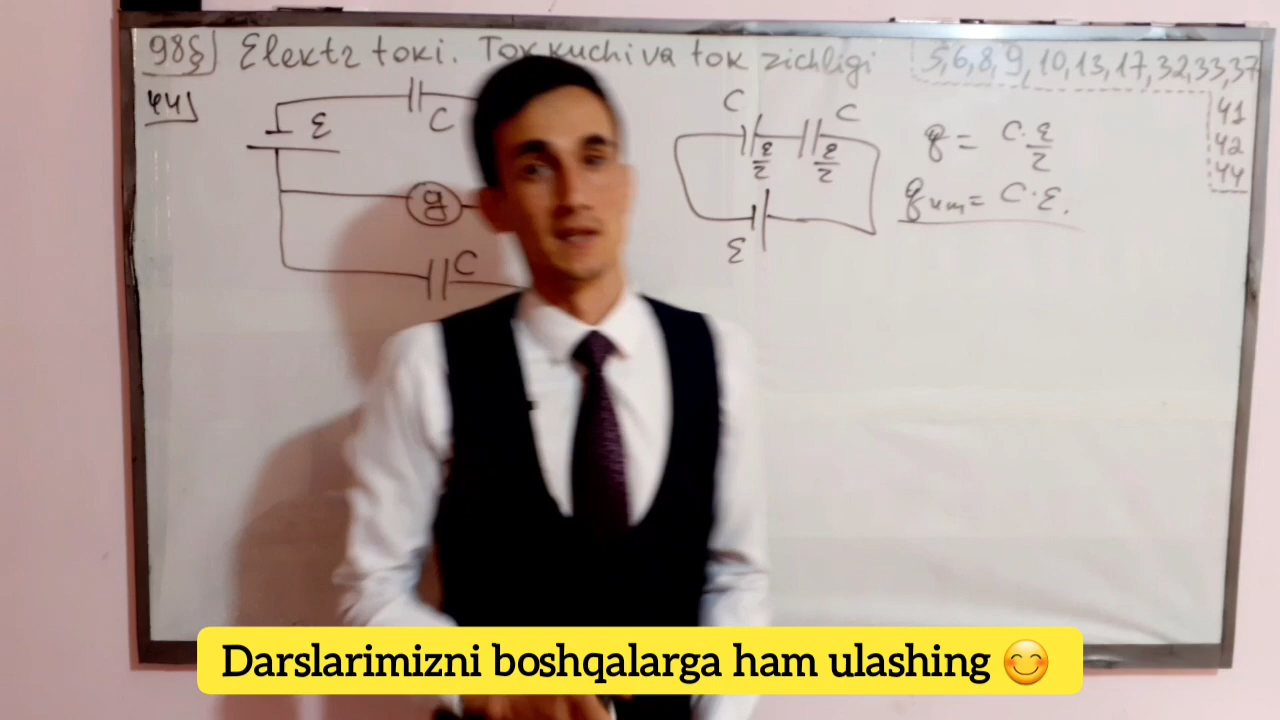 98§ Elektr toki. Tok kuchi va tok zichligi
5,6,8,9,10,13,17,32,33,37
41
42
44
44
ℰ
C
g
C
C
C
ℰ/2
ℰ/2
ℰ
q = C·ℰ/2
q um = C·ℰ.
Darslarimizni boshqalarga ham ulashing 😊